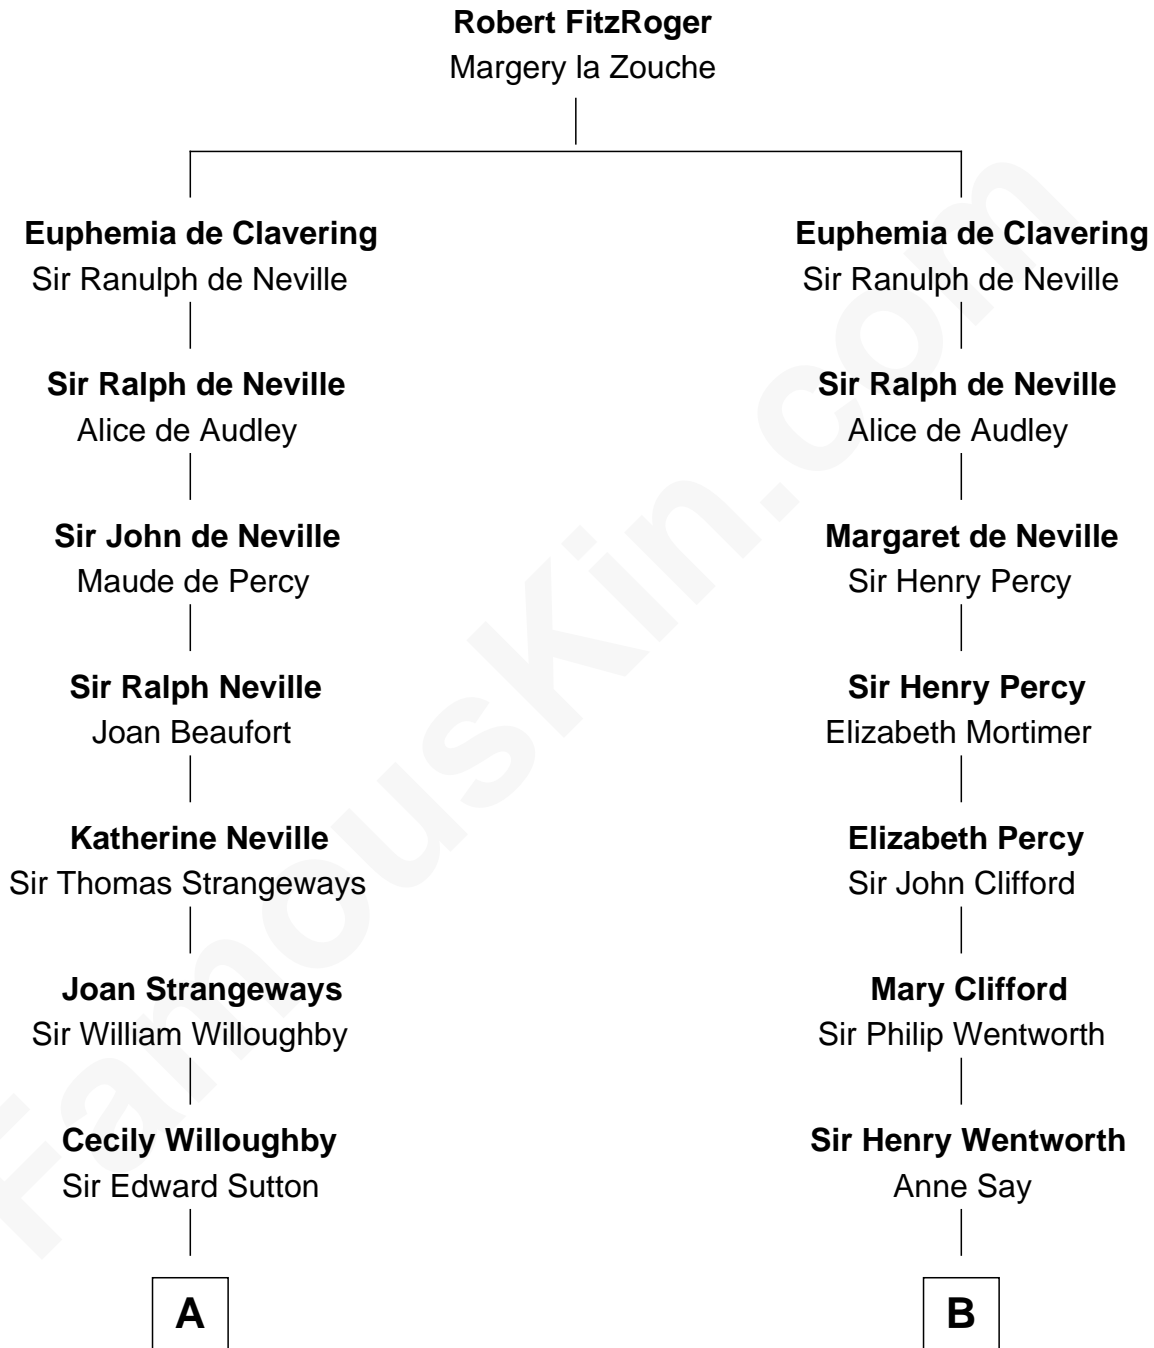 Robert FitzRoger
Margery la Zouche
Euphemia de Clavering
Sir Ranulph de Neville
Sir Ralph de Neville
Alice de Audley
Sir John de Neville
Maude de Percy
Sir Ralph Neville
Joan Beaufort
Katherine Neville
Sir Thomas Strangeways
Joan Strangeways
Sir William Willoughby
Cecily Willoughby
Sir Edward Sutton
A
Euphemia de Clavering
Sir Ranulph de Neville
Sir Ralph de Neville
Alice de Audley
Margaret de Neville
Sir Henry Percy
Sir Henry Percy
Elizabeth Mortimer
Elizabeth Percy
Sir John Clifford
Mary Clifford
Sir Philip Wentworth
Sir Henry Wentworth
Anne Say
B
FamousKin.com